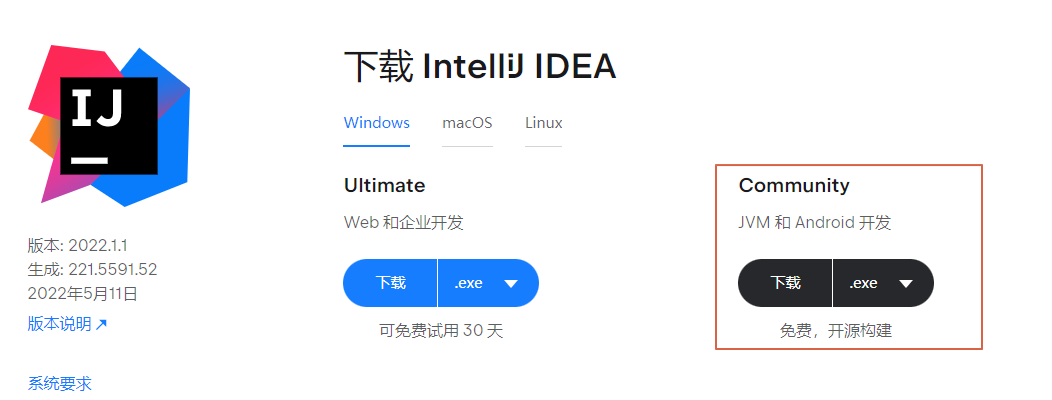 IJ
下载 IntelliJ IDEA
Windows macOS Linux
Ultimate
Web 和企业开发
下载 .exe
可免费试用 30 天
Community
JVM 和 Android 开发
下载 .exe
免费，开源构建
版本: 2022.1.1
生成: 221.5591.52
2022年5月11日
版本说明 ↗
系统要求